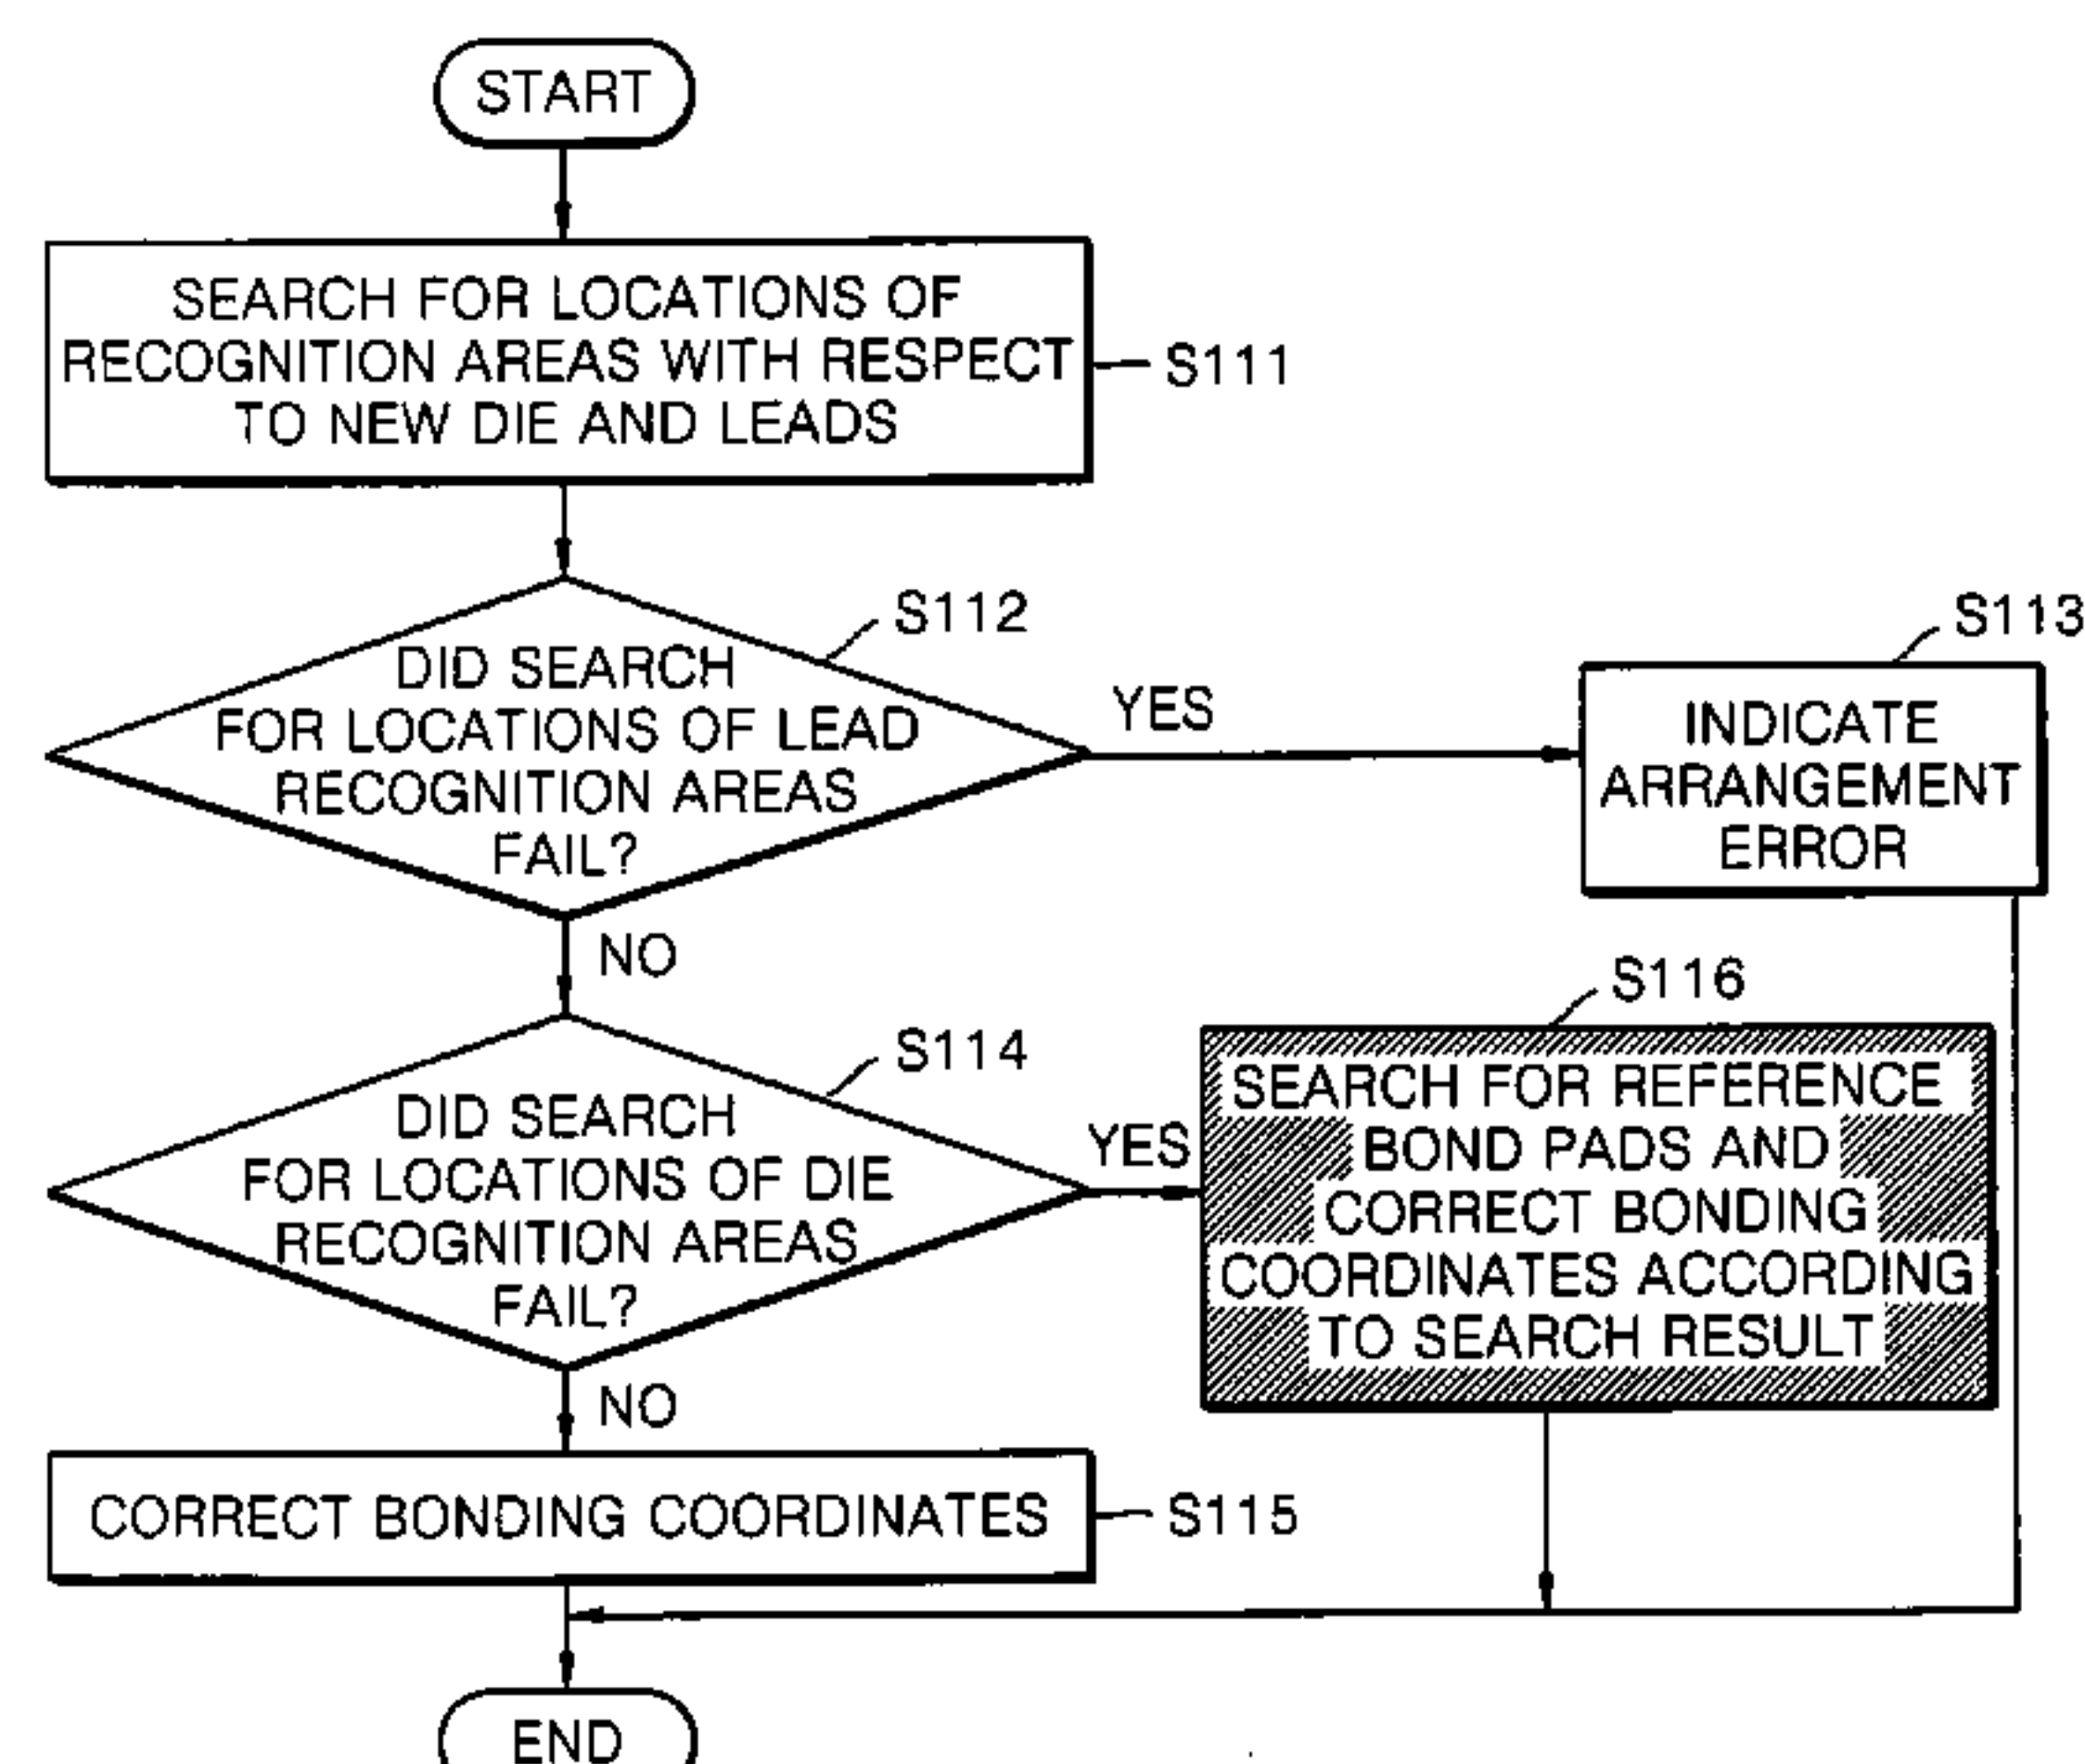 START
SEARCH FOR LOCATIONS OF
RECOGNITION AREAS WITH RESPECT
TO NEW DIE AND LEADS
S111
S112
DID SEARCH
FOR LOCATIONS OF LEAD
RECOGNITION AREAS
FAIL?
YES
S113
INDICATE
ARRANGEMENT
ERROR
NO
S114
DID SEARCH
FOR LOCATIONS OF DIE
RECOGNITION AREAS
FAIL?
YES
S116
SEARCH FOR REFERENCE
BOND PADS AND
CORRECT BONDING
COORDINATES ACCORDING
TO SEARCH RESULT
NO
CORRECT BONDING COORDINATES
S115
END